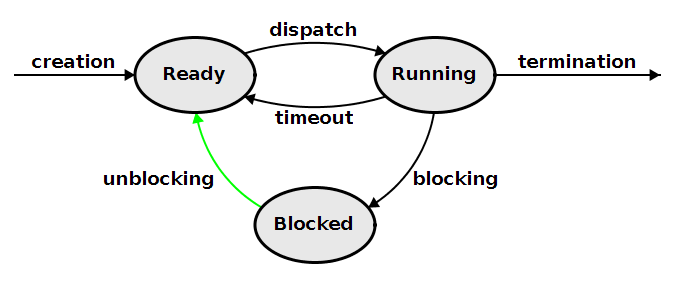 dispatch
creation
Ready
Running
termination
timeout
unblocking
blocking
Blocked